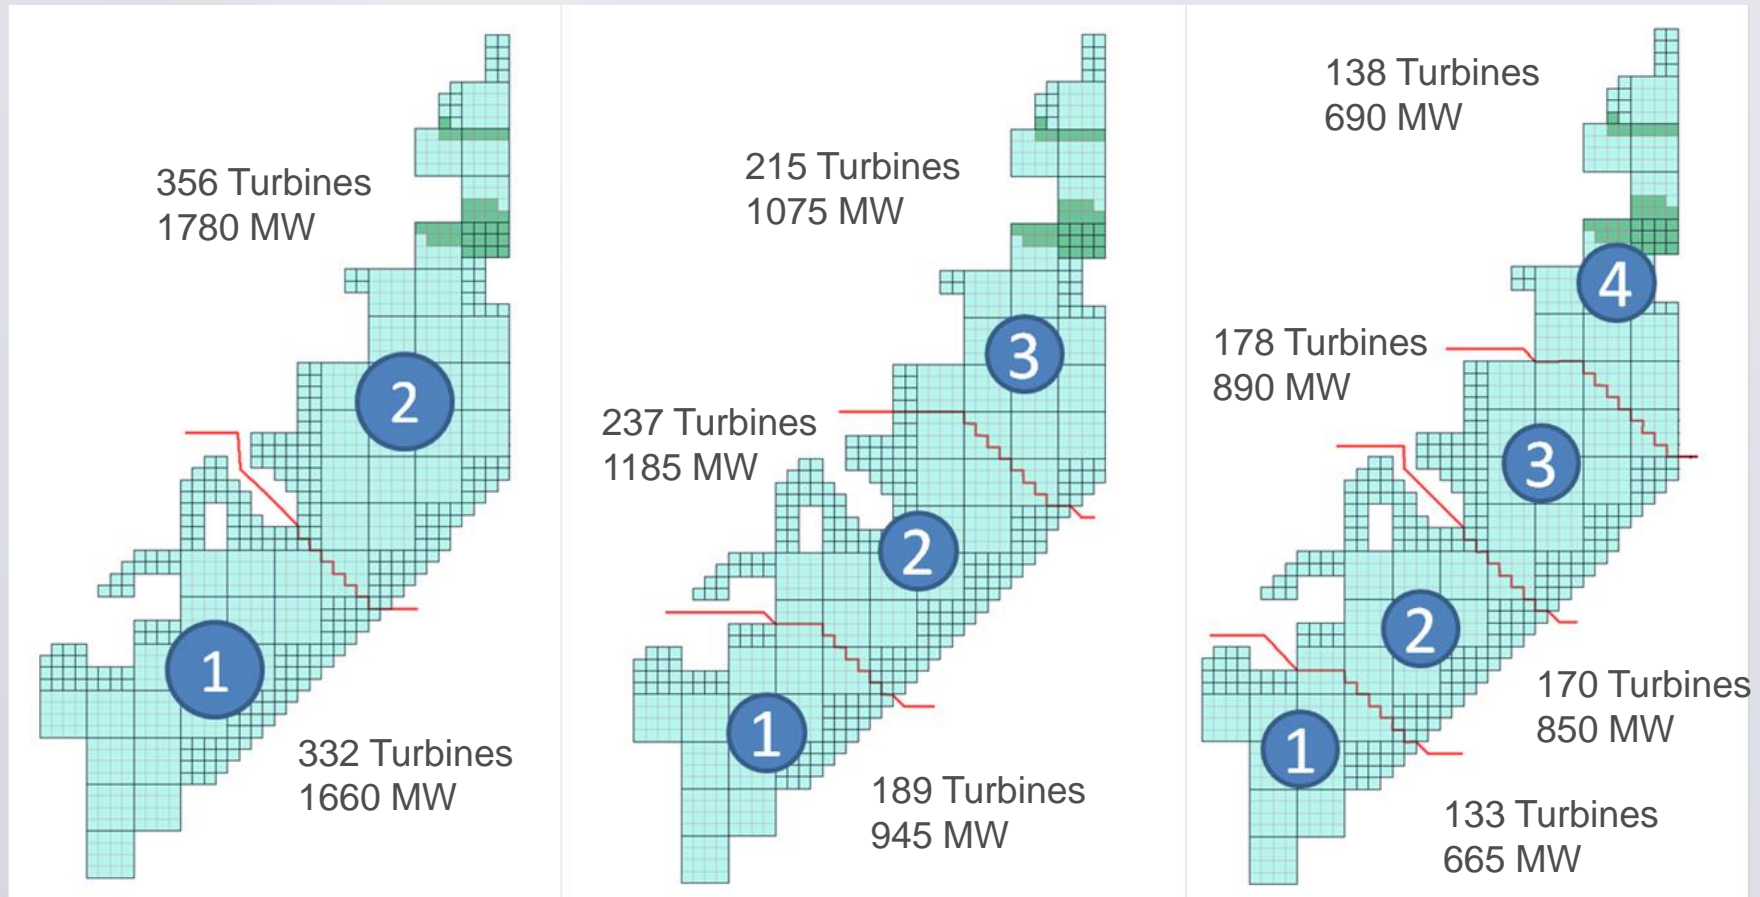 356 Turbines
1780 MW
2
1
332 Turbines
1660 MW
215 Turbines
1075 MW
3
237 Turbines
1185 MW
2
1
189 Turbines
945 MW
138 Turbines
690 MW
4
178 Turbines
890 MW
3
2
170 Turbines
850 MW
1
133 Turbines
665 MW